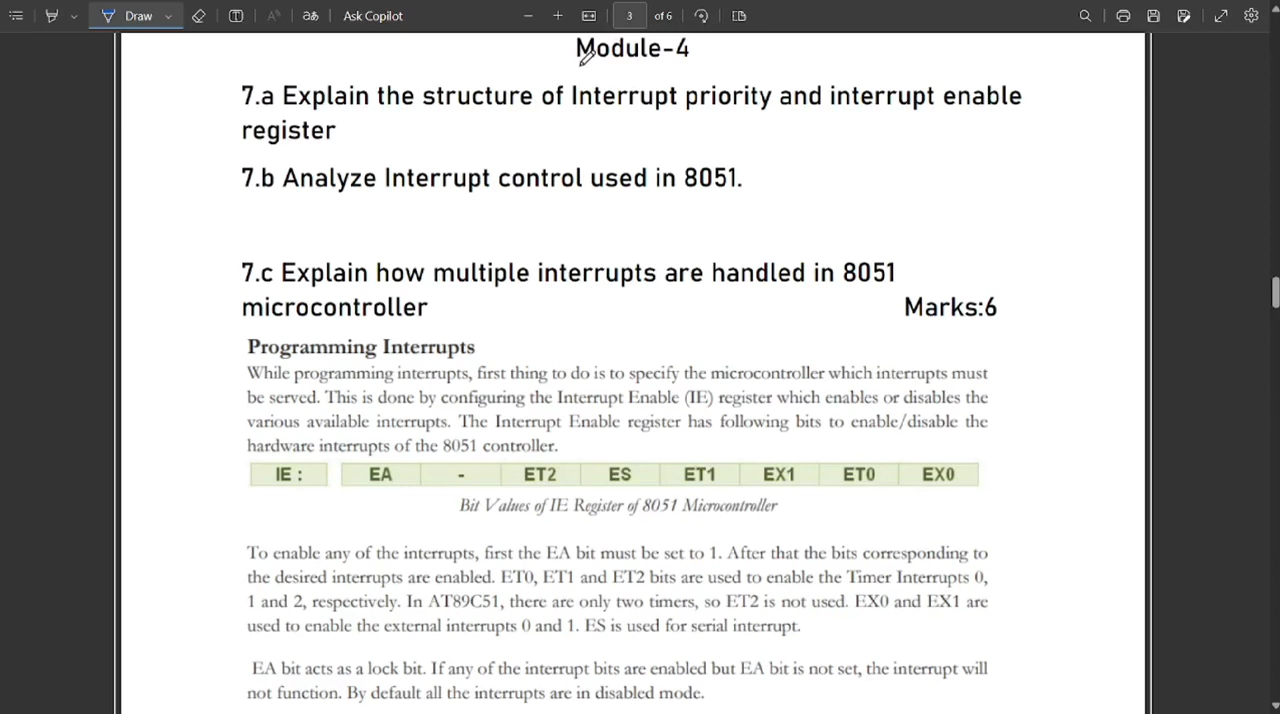 Draw
Ask Copilot
3 of 6
Module-4
7.a Explain the structure of Interrupt priority and interrupt enable
register
7.b Analyze Interrupt control used in 8051.
7.c Explain how multiple interrupts are handled in 8051
microcontroller Marks:6
Programming Interrupts
While programming interrupts, first thing to do is to specify the microcontroller which interrupts must
be served. This is done by configuring the Interrupt Enable (IE) register which enables or disables the
various available interrupts. The Interrupt Enable register has following bits to enable/disable the
hardware interrupts of the 8051 controller.
IE : EA - ET2 ES ET1 EX1 ET0 EX0
Bit Values of IE Register of 8051 Microcontroller
To enable any of the interrupts, first the EA bit must be set to 1. After that the bits corresponding to
the desired interrupts are enabled. ET0, ET1 and ET2 bits are used to enable the Timer Interrupts 0,
1 and 2, respectively. In AT89C51, there are only two timers, so ET2 is not used. EX0 and EX1 are
used to enable the external interrupts 0 and 1. ES is used for serial interrupt.
EA bit acts as a lock bit. If any of the interrupt bits are enabled but EA bit is not set, the interrupt will
not function. By default all the interrupts are in disabled mode.